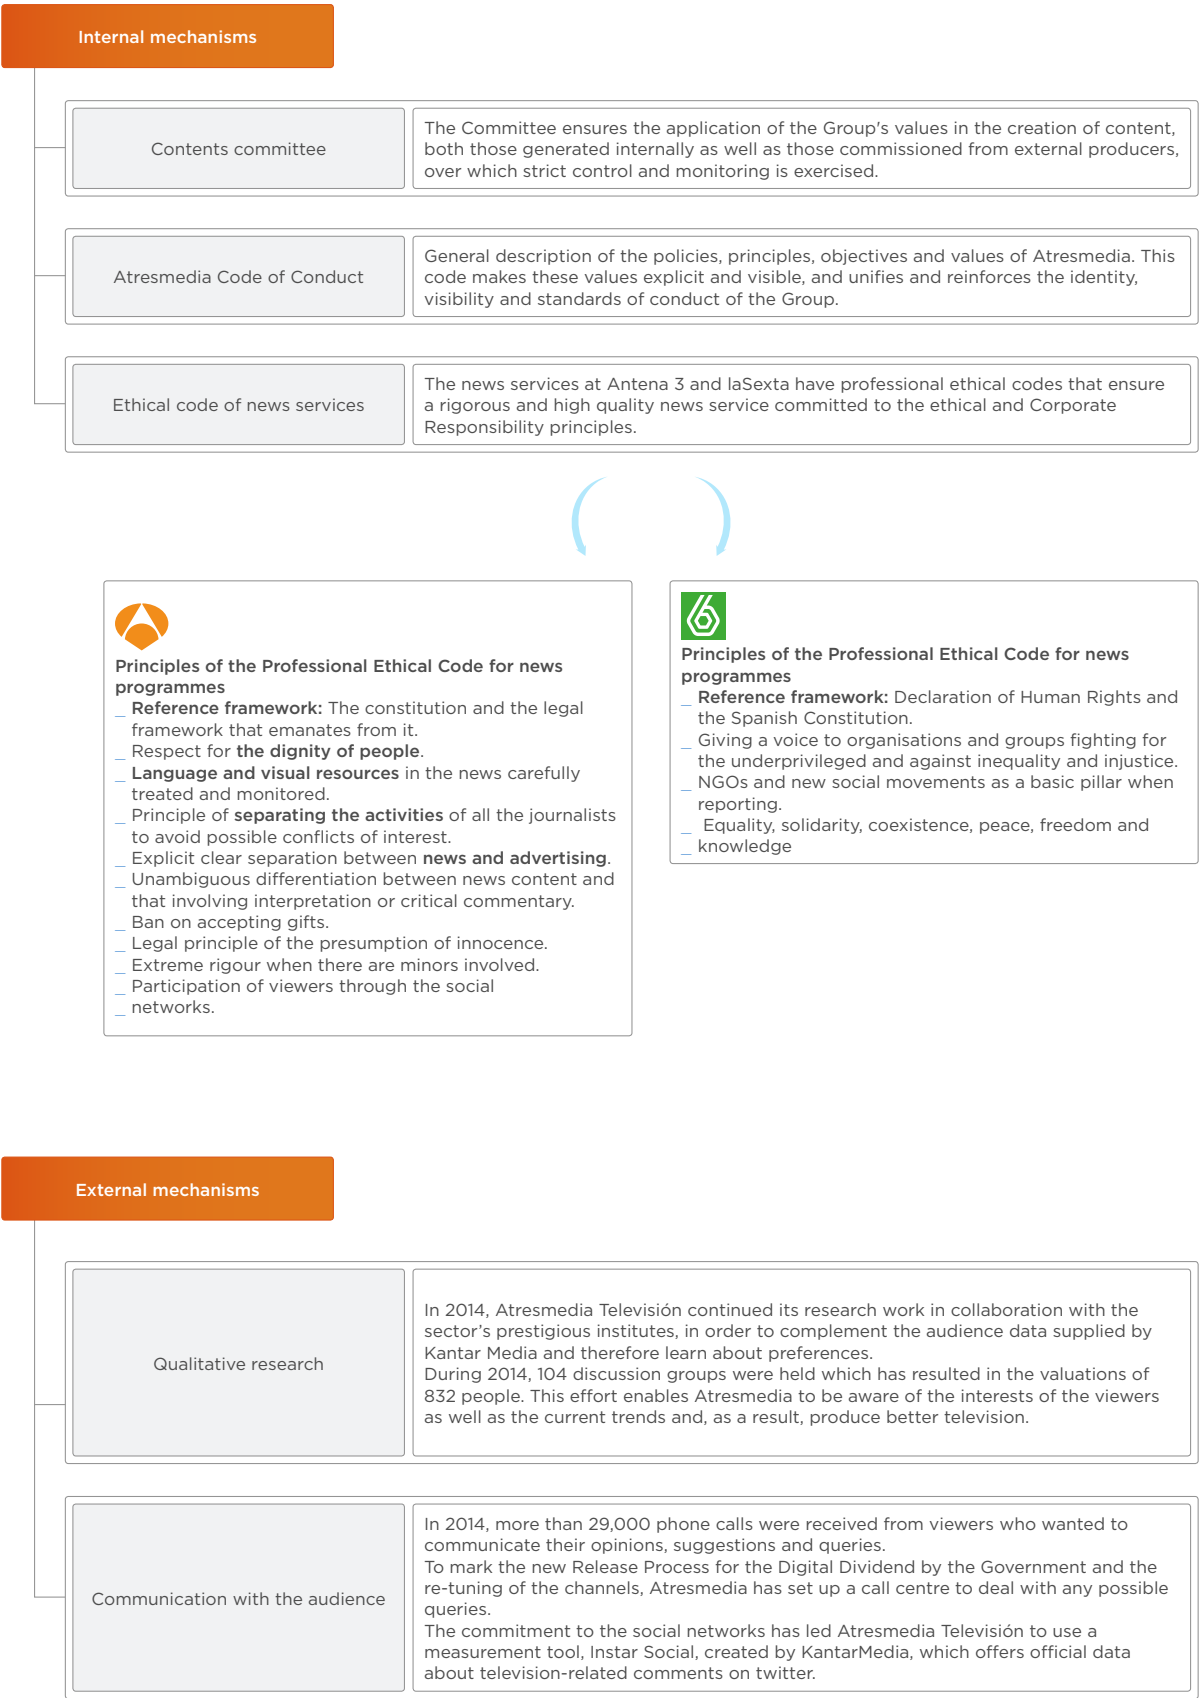 Internal mechanisms
Contents committee
The Committee ensures the application of the Group's values in the creation of content,
both those generated internally as well as those commissioned from external producers,
over which strict control and monitoring is exercised.
Atresmedia Code of Conduct
General description of the policies, principles, objectives and values of Atresmedia. This
code makes these values explicit and visible, and unifies and reinforces the identity,
visibility and standards of conduct of the Group.
Ethical code of news services
The news services at Antena 3 and laSexta have professional ethical codes that ensure
a rigorous and high quality news service committed to the ethical and Corporate
Responsibility principles.
Principles of the Professional Ethical Code for news
programmes
_ Reference framework: The constitution and the legal
framework that emanates from it.
_ Respect for the dignity of people.
_ Language and visual resources in the news carefully
treated and monitored.
_ Principle of separating the activities of all the journalists
to avoid possible conflicts of interest.
_ Explicit clear separation between news and advertising.
_ Unambiguous differentiation between news content and
that involving interpretation or critical commentary.
_ Ban on accepting gifts.
_ Legal principle of the presumption of innocence.
_ Extreme rigour when there are minors involved.
_ Participation of viewers through the social
_ networks.
6
Principles of the Professional Ethical Code for news
programmes
_ Reference framework: Declaration of Human Rights and
the Spanish Constitution.
_ Giving a voice to organisations and groups fighting for
the underprivileged and against inequality and injustice.
_ NGOs and new social movements as a basic pillar when
reporting.
_ Equality, solidarity, coexistence, peace, freedom and
_ knowledge
External mechanisms
Qualitative research
In 2014, Atresmedia Televisión continued its research work in collaboration with the
sector's prestigious institutes, in order to complement the audience data supplied by
Kantar Media and therefore learn about preferences.
During 2014, 104 discussion groups were held which has resulted in the valuations of
832 people. This effort enables Atresmedia to be aware of the interests of the viewers
as well as the current trends and, as a result, produce better television.
Communication with the audience
In 2014, more than 29,000 phone calls were received from viewers who wanted to
communicate their opinions, suggestions and queries.
To mark the new Release Process for the Digital Dividend by the Government and the
re-tuning of the channels, Atresmedia has set up a call centre to deal with any possible
queries.
The commitment to the social networks has led Atresmedia Televisión to use a
measurement tool, Instar Social, created by KantarMedia, which offers official data
about television-related comments on twitter.